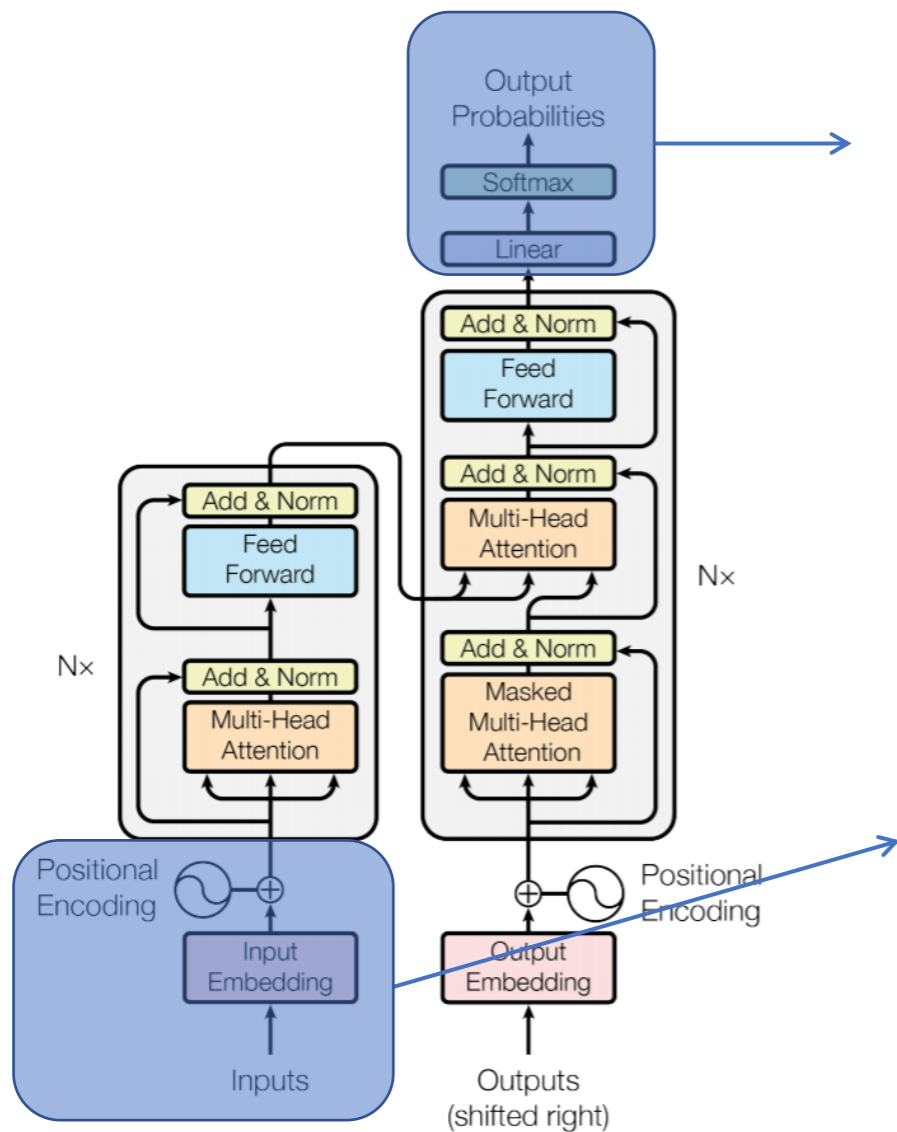 Output
Probabilities
Softmax
Linear
Add & Norm
Feed
Forward
Add & Norm
Multi-Head
Attention
Add & Norm
Masked
Multi-Head
Attention
Nx
Add & Norm
Feed
Forward
Add & Norm
Multi-Head
Attention
Nx
Positional
Encoding
Input
Embedding
Inputs
Positional
Encoding
Output
Embedding
Outputs
(shifted right)